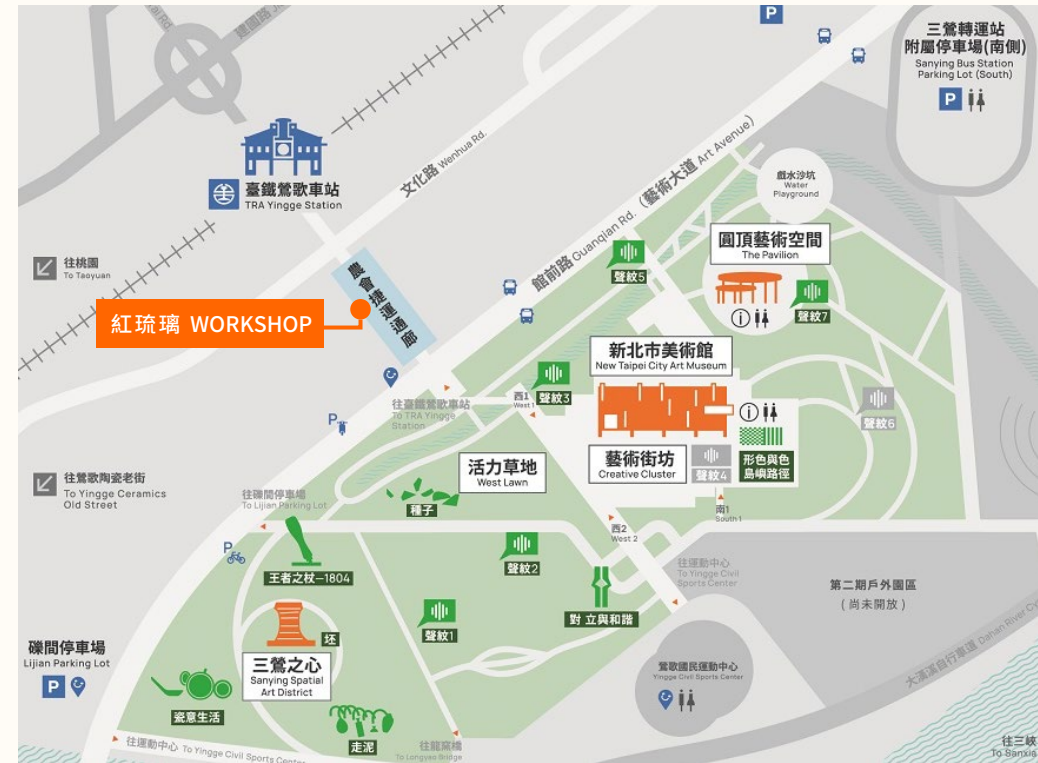 建國路
三鶯轉運站
附屬停車場(南側)
Sanying Bus Station
Parking Lot (South)
P
P
臺鐵鶯歌車站
TRA Yingge Station
文化路 Wenhua Rd.
館前路 Guanqian Rd.（藝術大道 Art Avenue）
戲水沙坑
Water
Playground
往桃園
To Taoyuan
農會捷運通廊
紅琉璃 WORKSHOP
圓頂藝術空間
The Pavilion
聲紋5
聲紋7
新北市美術館
New Taipei City Art Museum
聲紋3
西1
West 1
往臺鐵鶯歌車站
To TRA Yingge
Station
P
聲紋6
藝術街坊
Creative Cluster
聲紋4
形色與色
島嶼路徑
活力草地
West Lawn
往鶯歌陶瓷老街
To Yingge Ceramics
Old Street
往礫間停車場
To Lijian Parking Lot
種子
南1
South 1
西2
West 2
P
王者之杖—1804
聲紋2
往運動中心
To Yingge Civil
Sports Center
第二期戶外園區
(尚未開放)
對 立與和諧
聲紋1
坯
礫間停車場
Lijian Parking Lot
P
三鶯之心
Sanying Spatial
Art District
鶯歌國民運動中心
Yingge Civil Sports Center
大漢溪自行車道 Dahan River Cy
瓷意生活
走泥
往運動中心 To Yingge Civil Sports Center
往龍窯橋
To Longyao Bridge
往三峽
To Sanxia